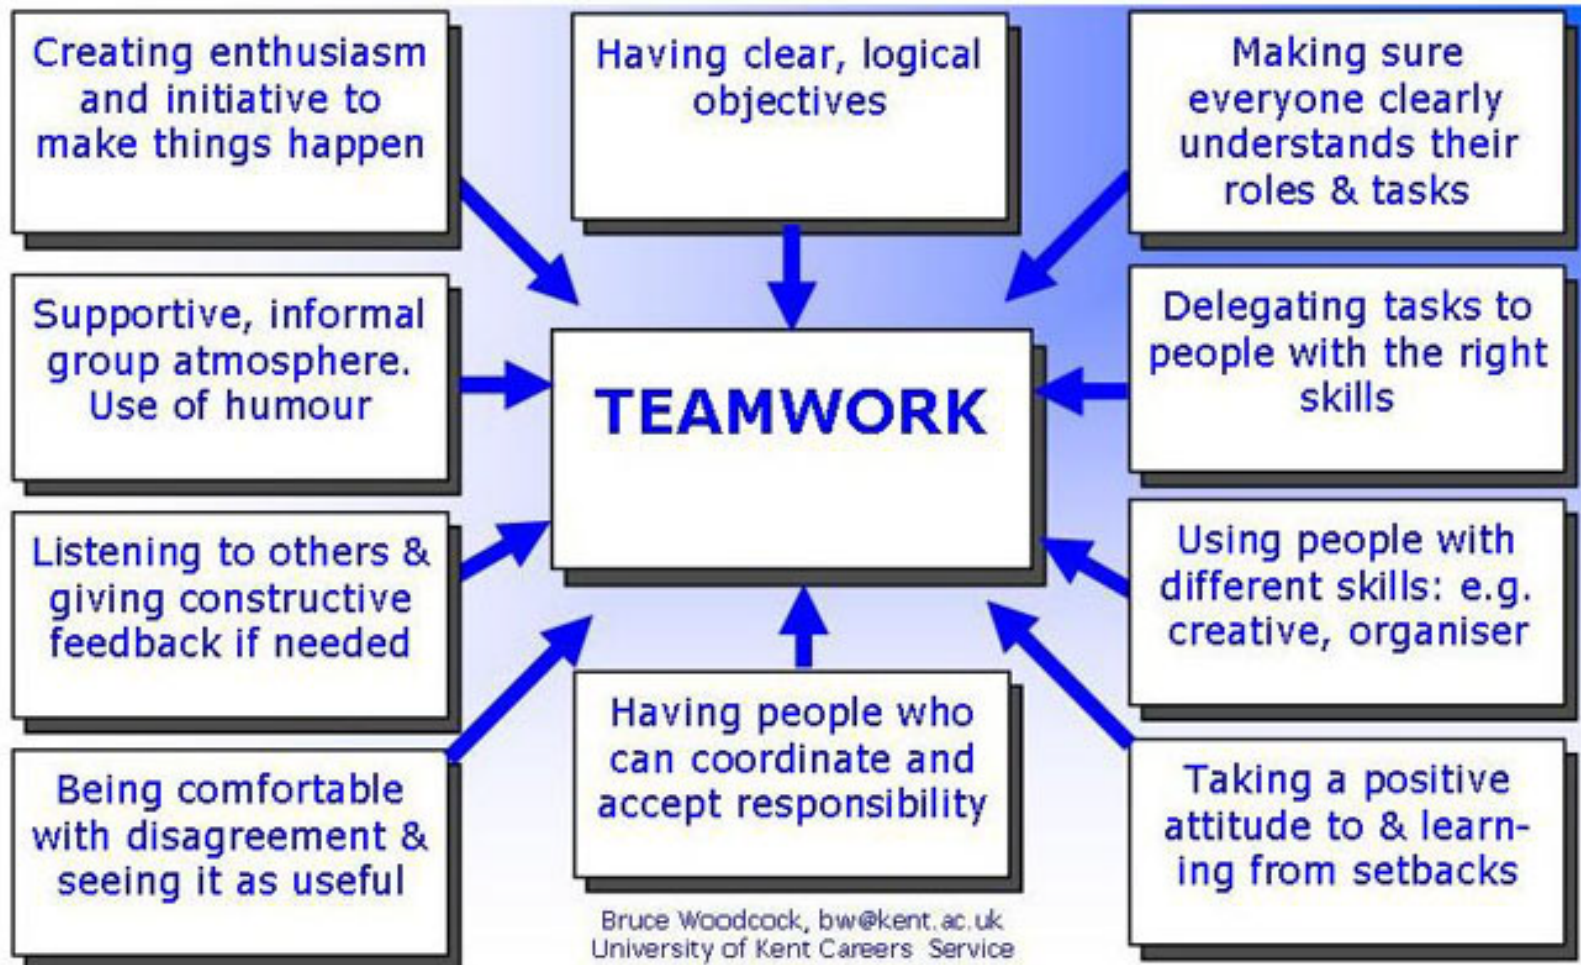 Creating enthusiasm
and initiative to
make things happen
Having clear, logical
objectives
Making sure
everyone clearly
understands their
roles & tasks
Supportive, informal
group atmosphere.
Use of humour
TEAMWORK
Delegating tasks to
people with the right
skills
Listening to others &
giving constructive
feedback if needed
Using people with
different skills: e.g.
creative, organiser
Being comfortable
with disagreement &
seeing it as useful
Having people who
can coordinate and
accept responsibility
Taking a positive
attitude to & learn-
ing from setbacks
Bruce Woodcock, bw@kent.ac.uk
University of Kent Careers Service